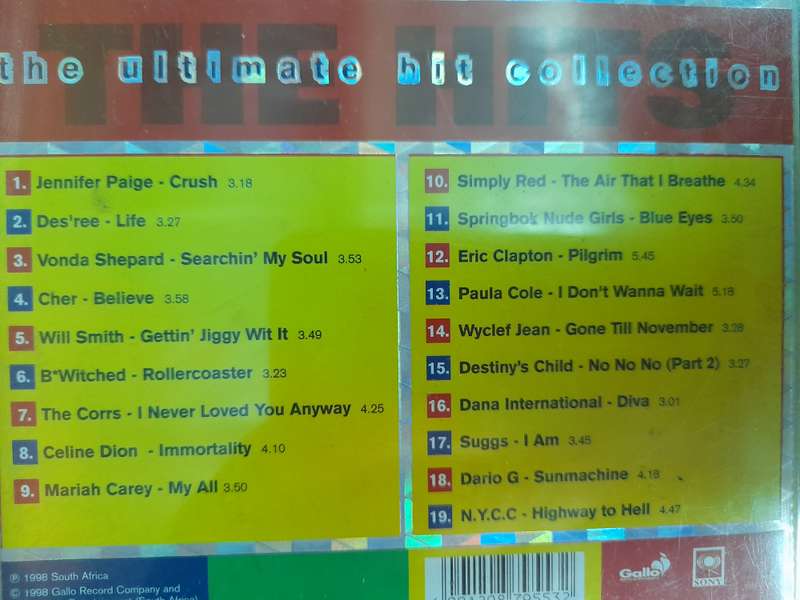 THE HITS
the ultimate hit collection
1. Jennifer Paige - Crush 3.18
2. Des'ree - Life 3.27
3. Vonda Shepard - Searchin' My Soul 3.53
4. Cher - Believe 3.58
5. Will Smith - Gettin' Jiggy Wit It 3.49
6. B*Witched - Rollercoaster 3.23
7. The Corrs - I Never Loved You Anyway 4.25
8. Celine Dion - Immortality 4.10
9. Mariah Carey - My All 3.50
10. Simply Red - The Air That I Breathe 4.34
11. Springbok Nude Girls - Blue Eyes 3.50
12. Eric Clapton - Pilgrim 5.45
13. Paula Cole - I Don't Wanna Wait 5.18
14. Wyclef Jean - Gone Till November 3.28
15. Destiny's Child - No No No (Part 2) 3.27
16. Dana International - Diva 3.01
17. Suggs - I Am 3.45
18. Dario G - Sunmachine 4.18
19. N.Y.C.C - Highway to Hell 4.47
℗ 1998 South Africa
© 1998 Gallo Record Company and
(South Africa)
Gallo
SONY